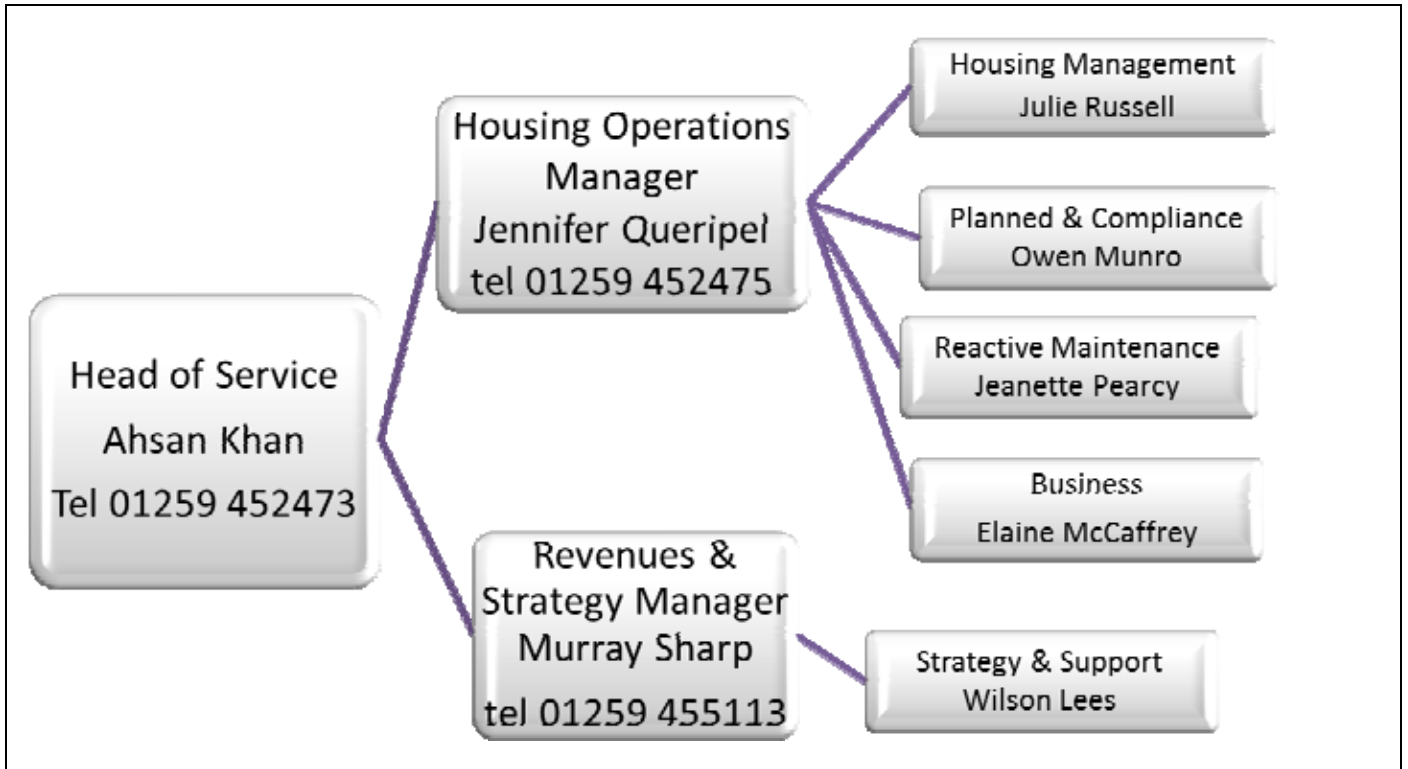 Head of Service
Ahsan Khan
Tel 01259 452473
Housing Operations
Manager
Jennifer Queripel
tel 01259 452475
Revenues &
Strategy Manager
Murray Sharp
tel 01259 455113
Housing Management
Julie Russell
Planned & Compliance
Owen Munro
Reactive Maintenance
Jeanette Pearcy
Business
Elaine McCaffrey
Strategy & Support
Wilson Lees